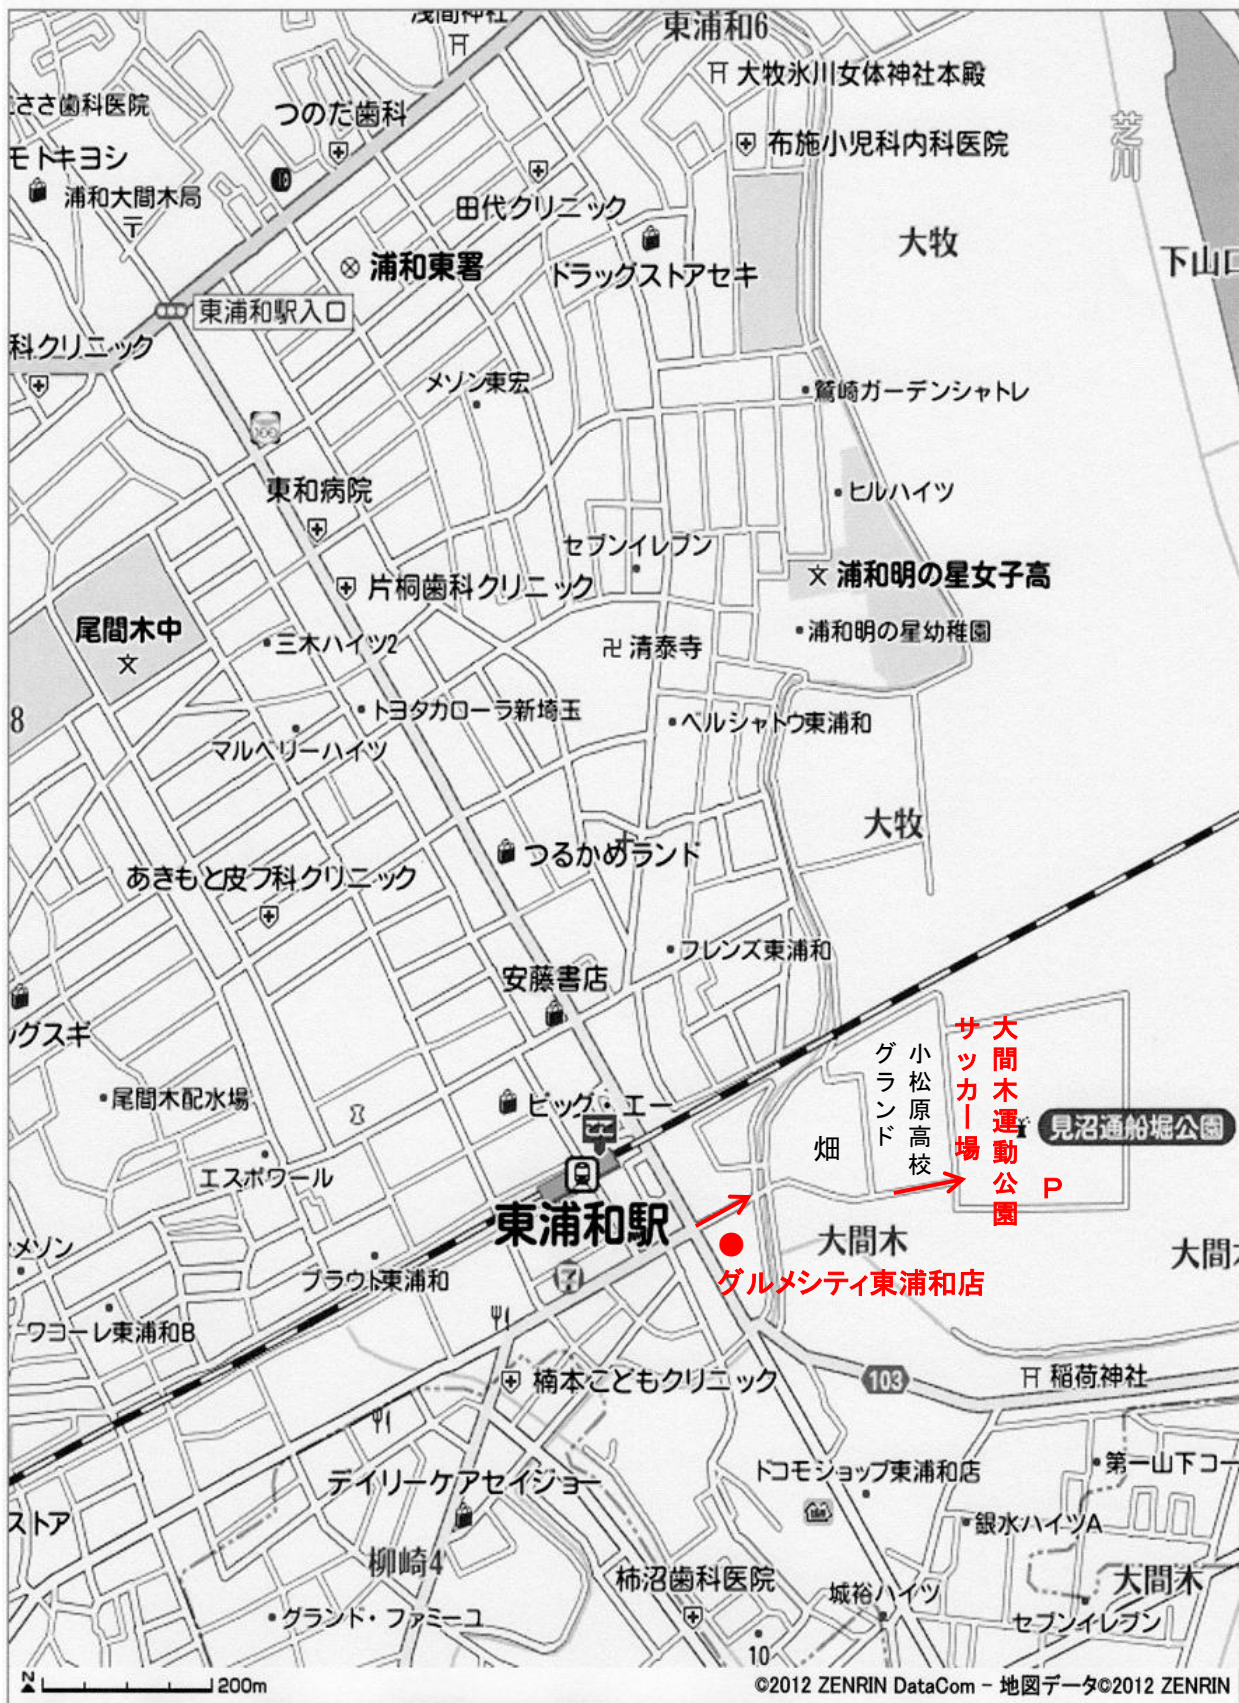 浅間神社
東浦和6
大牧氷川女体神社本殿
ささ歯科医院
つのだ歯科
芝川
布施小児科内科医院
モトキヨシ
浦和大間木局
田代クリニック
大牧
下山口
浦和東署
ドラッグストアセキ
東浦和駅入口
科クリニック
メゾン東宏
鷲崎ガーデンシャトレ
100
東和病院
ヒルハイツ
セブンイレブン
片桐歯科クリニック
浦和明の星女子高
尾間木中
三木ハイツ2
清泰寺
浦和明の星幼稚園
8
トヨタカローラ新埼玉
ベルシャトウ東浦和
マルベリーハイツ
大牧
つるかめランド
あきもと皮フ科クリニック
フレンズ東浦和
安藤書店
ッグスギ
大間木運動公園
サッカー場
小松原高校
グランド
尾間木配水場
ビッグ・エー
見沼通船堀公園
畑
エスポワール
P
東浦和駅
メゾン
大間木
大間木
プラウト東浦和
7
グルメシティ東浦和店
ワコーレ東浦和B
楠本こどもクリニック
103
稲荷神社
デイリーケアセイジョー
ドコモショップ東浦和店
第一山下コー
ストア
銀水ハイツA
柳崎4
柿沼歯科医院
城裕ハイツ
大間木
グランド・ファミーユ
セブンイレブン
10
N
200m
©2012 ZENRIN DataCom - 地図データ©2012 ZENRIN